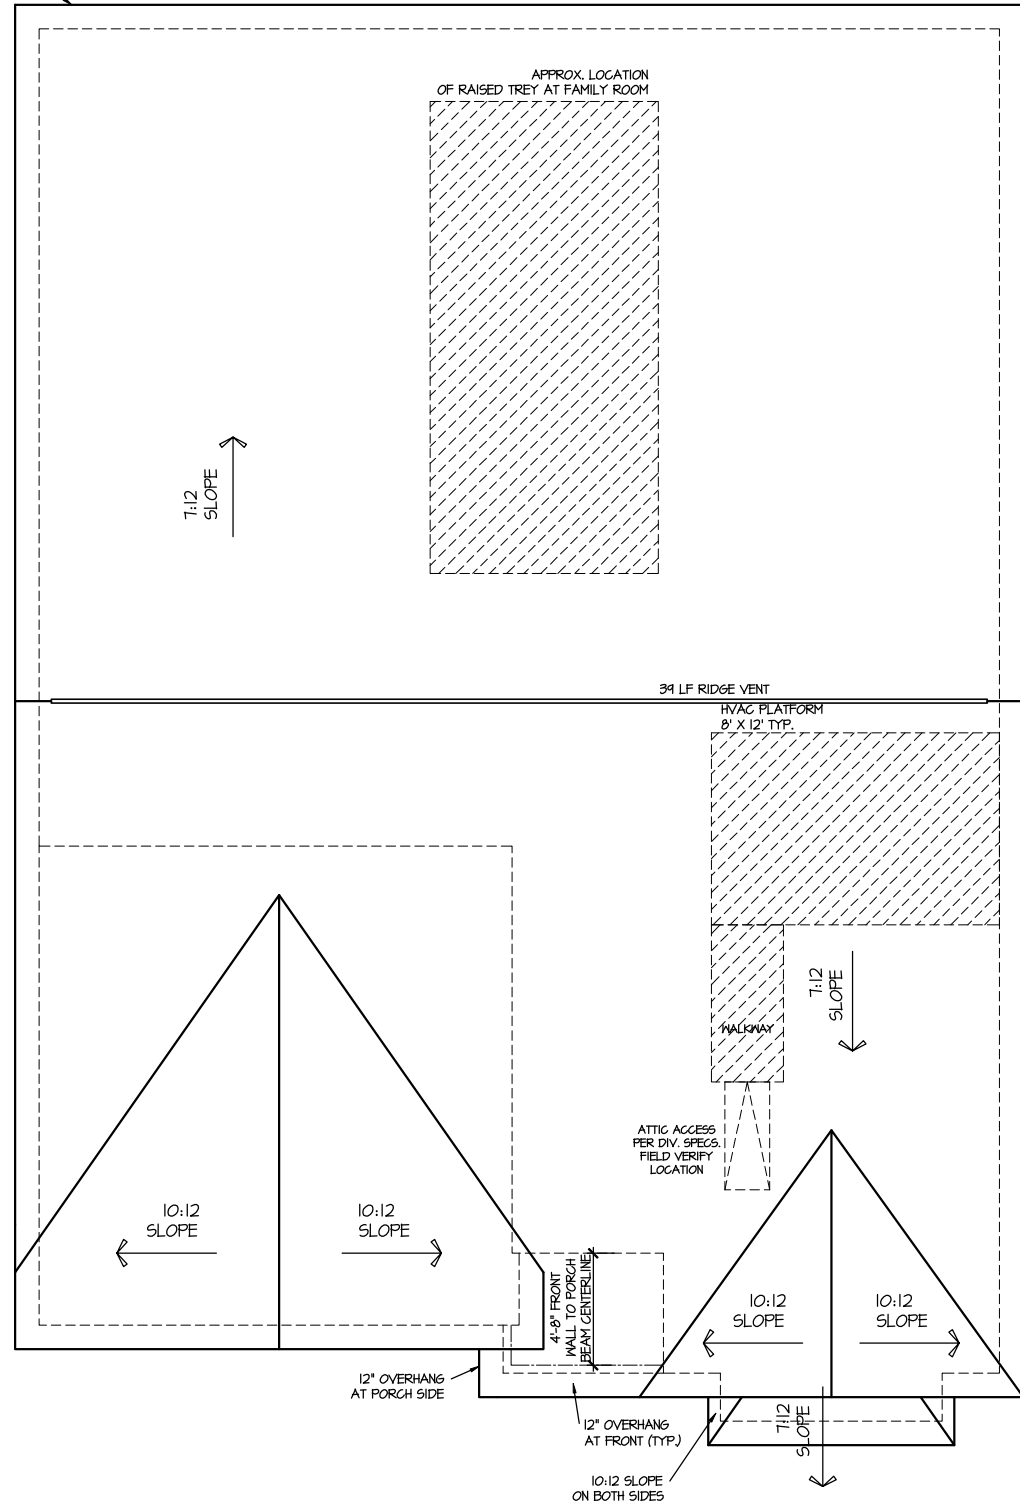 APPROX. LOCATION
OF RAISED TREY AT FAMILY ROOM
7:12
SLOPE
39 LF RIDGE VENT
HVAC PLATFORM
8' X 12' TYP.
7:12
SLOPE
WALKWAY
ATTIC ACCESS
PER DIV. SPECS.
FIELD VERIFY
LOCATION
10:12
SLOPE
10:12
SLOPE
4'-8" FRONT
WALL TO PORCH
BEAM CENTERLINE
10:12
SLOPE
10:12
SLOPE
12" OVERHANG
AT PORCH SIDE
12" OVERHANG
AT FRONT (TYP.)
7:12
SLOPE
10:12 SLOPE
ON BOTH SIDES